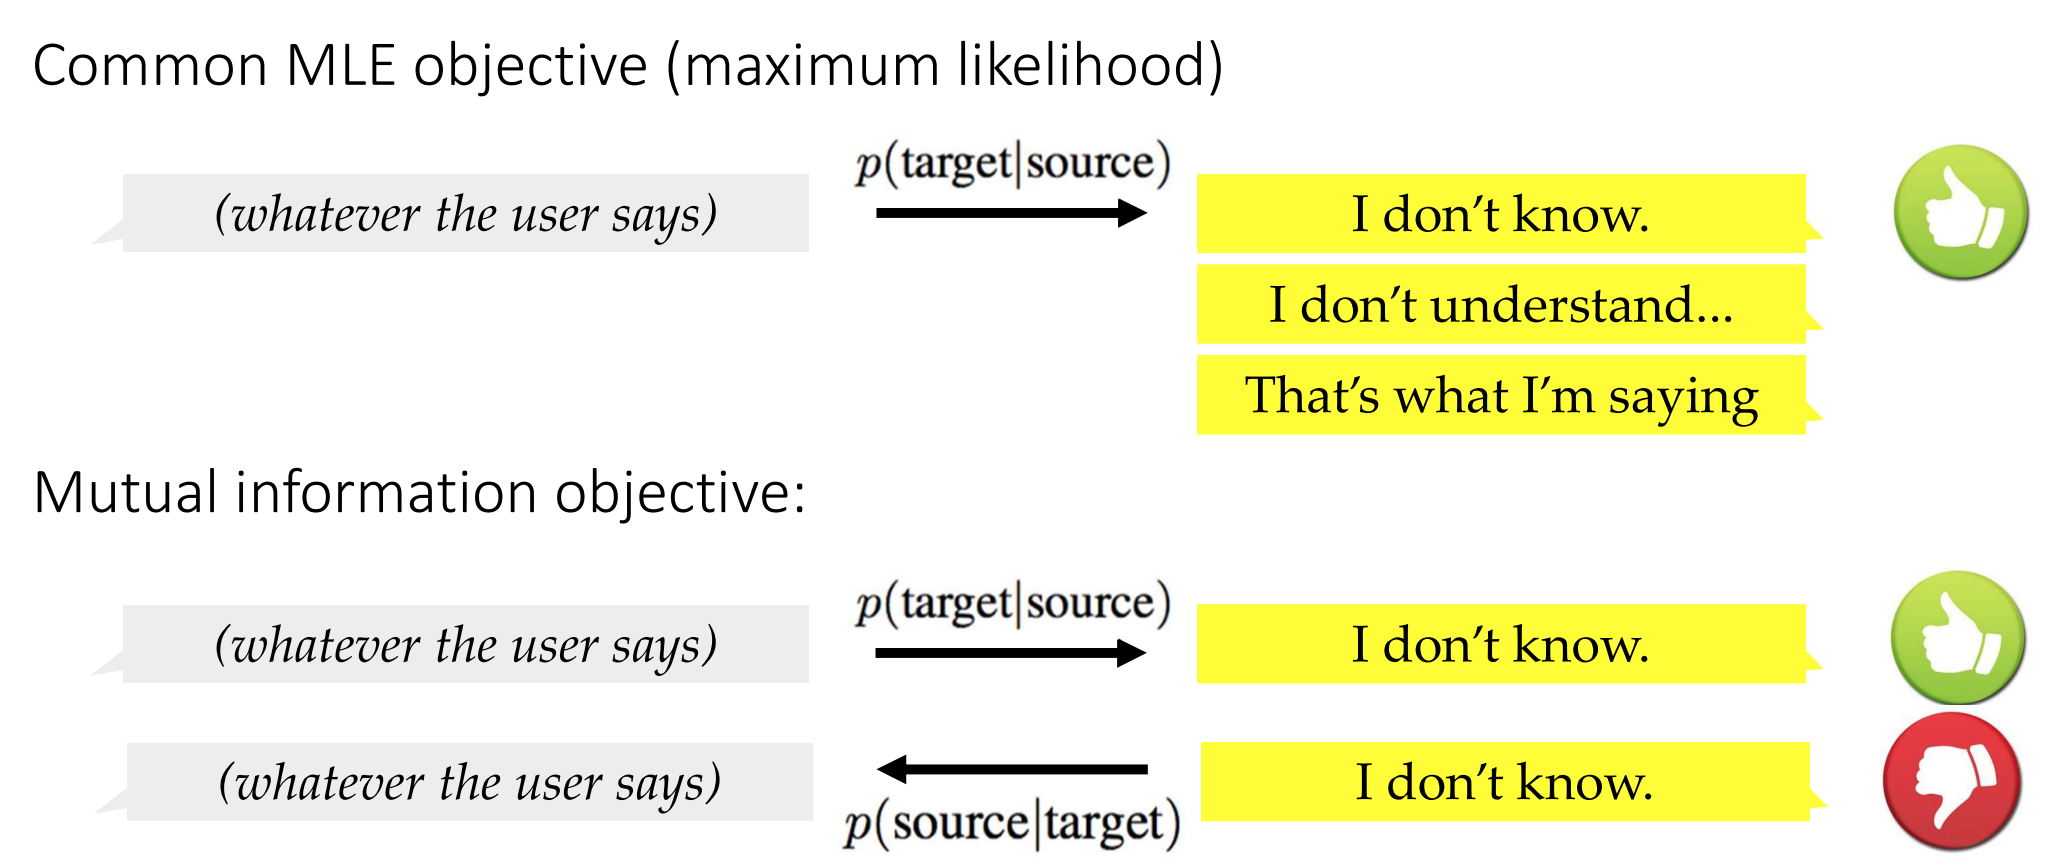 Common MLE objective (maximum likelihood)
p(target|source)
(whatever the user says)
I don’t know.
I don’t understand...
That’s what I’m saying
Mutual information objective:
p(target|source)
(whatever the user says)
I don’t know.
(whatever the user says)
I don’t know.
p(source|target)